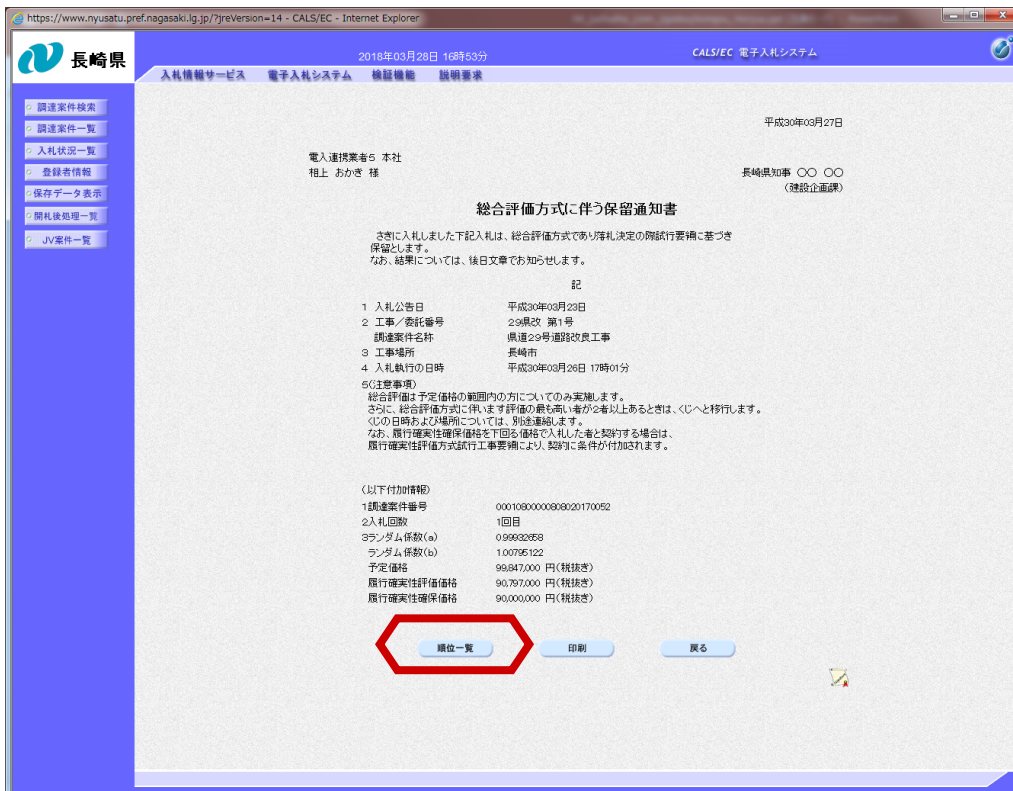 https://www.nyusatu.pref.nagasaki.lg.jp/?jreVersion=14 - CALS/EC - Internet Explorer
長崎県
2018年03月28日 16時53分
CALS/EC 電子入札システム
入札情報サービス 電子入札システム 検証機能 説明要求
調達案件検索
調達案件一覧
入札状況一覧
登録者情報
保存データ表示
開札後処理一覧
JV案件一覧
平成30年03月27日
電入連携業者5 本社
相上 おかぎ 様
長崎県知事 〇〇 〇〇
(建設企画課)
総合評価方式に伴う保留通知書
さきに入札しました下記入札は、総合評価方式であり落札決定の際試行要領に基づき
保留とします。
なお、結果については、後日文章でお知らせします。
記
1 入札公告日 平成30年03月23日
2 工事/委託番号 29県改 第1号
調達案件名称 県道29号道路改良工事
3 工事場所 長崎市
4 入札執行の日時 平成30年03月26日 17時01分
5(注意事項)
総合評価は予定価格の範囲内の方についてのみ実施します。
さらに、総合評価方式に伴います評価の最も高い者が2者以上あるときは、くじへと移行します。
くじの日時および場所については、別途連絡します。
なお、履行確実性確保価格を下回る価格で入札した者と契約する場合は、
履行確実性評価方式試行工事要領により、契約に条件が付加されます。
(以下付加情報)
1調達案件番号 00010800000808020170052
2入札回数 1回目
3ランダム係数(a) 0.99932658
ランダム係数(b) 1.00795122
予定価格 99,847,000 円(税抜き)
履行確実性評価価格 90,797,000 円(税抜き)
履行確実性確保価格 90,000,000 円(税抜き)
順位一覧 印刷 戻る